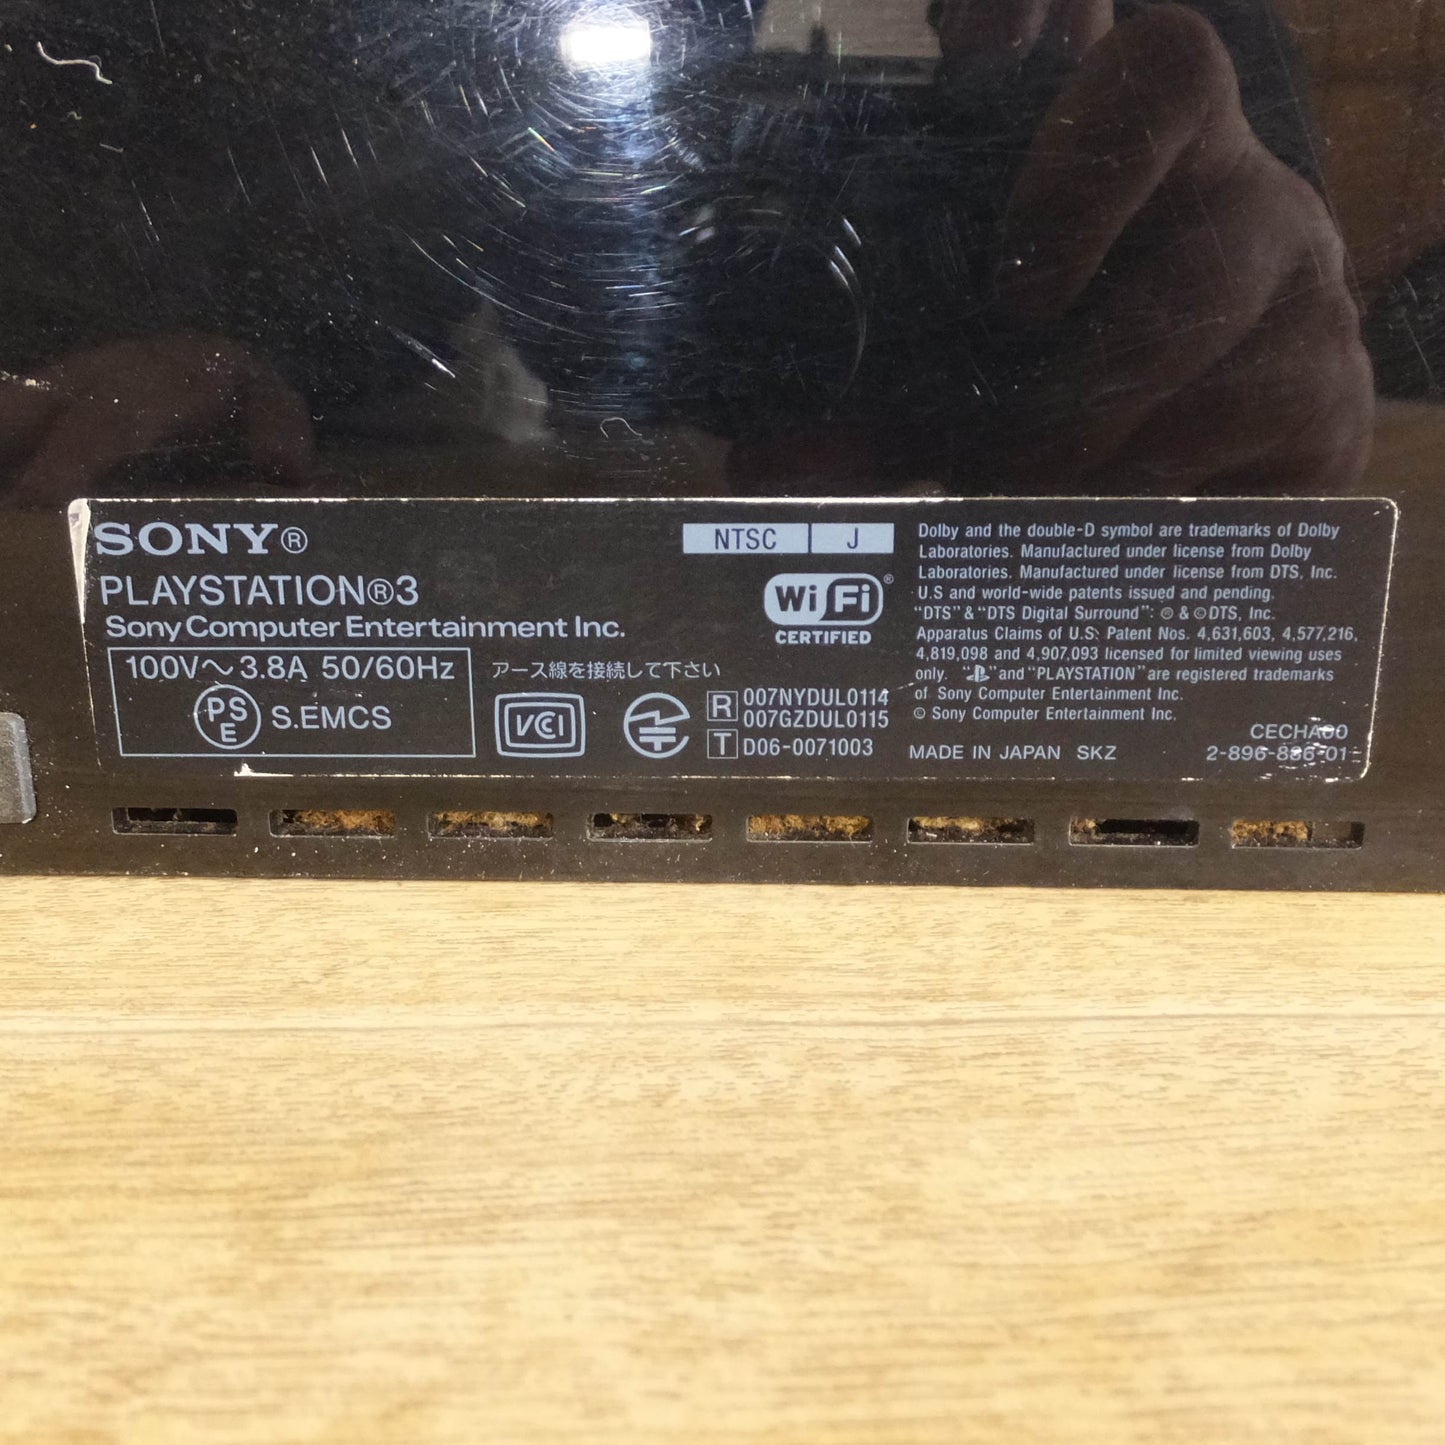 SONY®
PLAYSTATION®3
Sony Computer Entertainment Inc.
100V～3.8A 50/60Hz
PSE S.EMCS
NTSC J
Wi Fi ®
CERTIFIED
アース線を接続して下さい
VCCI
R 007NYDUL0114
007GZDUL0115
T D06-0071003
Dolby and the double-D symbol are trademarks of Dolby
Laboratories. Manufactured under license from Dolby
Laboratories. Manufactured under license from DTS, Inc.
U.S and world-wide patents issued and pending.
"DTS" & "DTS Digital Surround": ℗ & © DTS, Inc.
Apparatus Claims of U.S. Patent Nos. 4,631,603, 4,577,216,
4,819,098 and 4,907,093 licensed for limited viewing uses
only. " " and "PLAYSTATION" are registered trademarks
of Sony Computer Entertainment Inc.
© Sony Computer Entertainment Inc.
CECHA00
MADE IN JAPAN SKZ
2-896-886-01